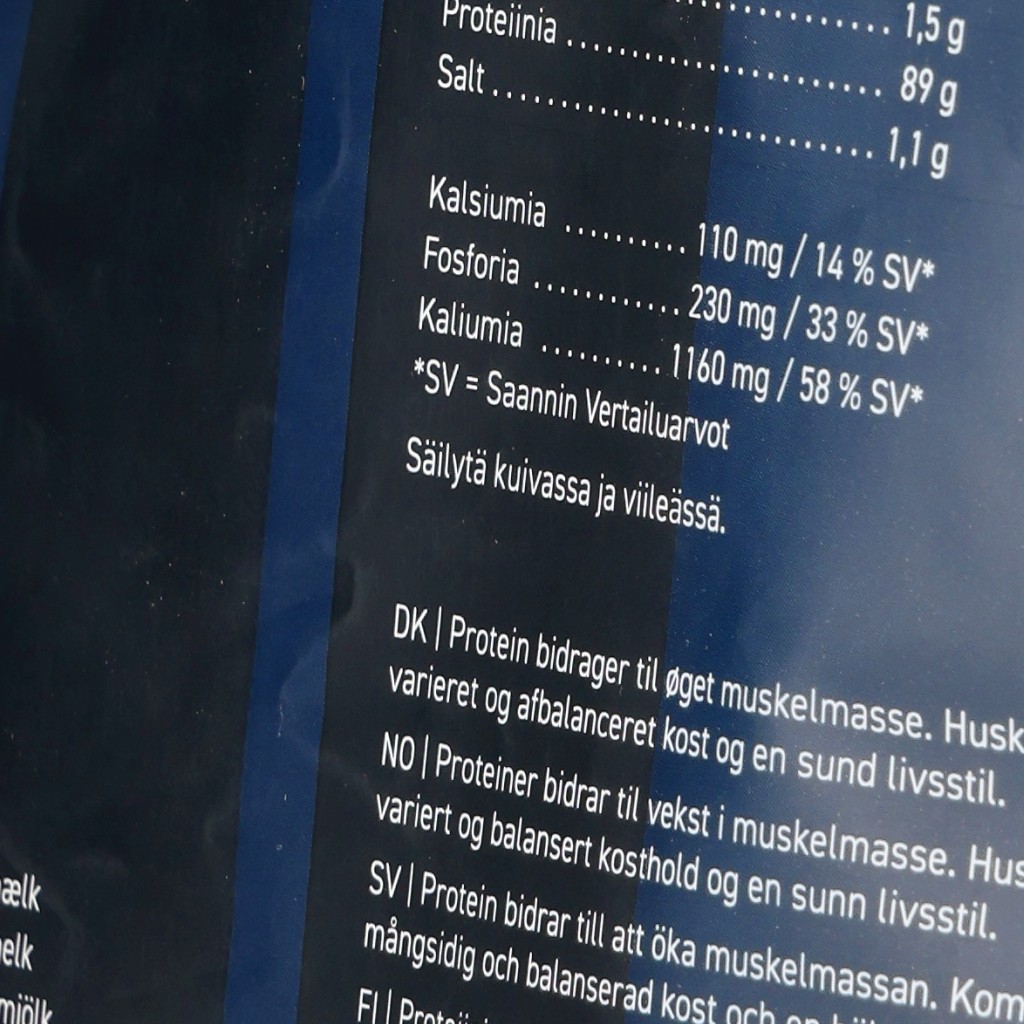 ..................... 1,5 g
Proteiinia ........................... 89 g
Salt ................................. 1,1 g
Kalsiumia .......... 110 mg / 14 % SV*
Fosforia ............ 230 mg / 33 % SV*
Kaliumia .......... 1160 mg / 58 % SV*
*SV = Saannin Vertailuarvot
Säilytä kuivassa ja viileässä.
DK | Protein bidrager til øget muskelmasse. Husk
varieret og afbalanceret kost og en sund livsstil.
NO | Proteiner bidrar til vekst i muskelmasse. Hus
variert og balansert kosthold og en sunn livsstil.
SV | Protein bidrar till att öka muskelmassan. Kom
mångsidig och balanserad kost och en
FI |
ælk
elk
mjölk